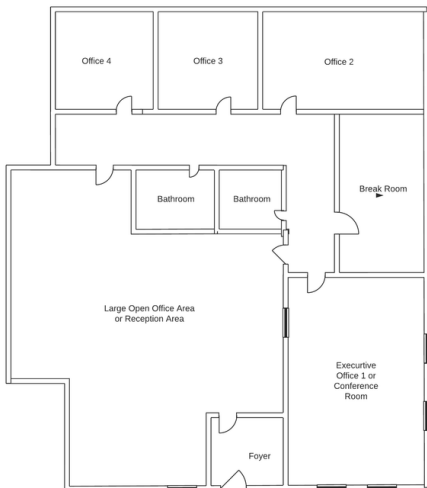 Office 4
Office 3
Office 2
Break Room
Bathroom
Bathroom
Large Open Office Area
or Reception Area
Execurtive
Office 1 or
Conference
Room
Foyer